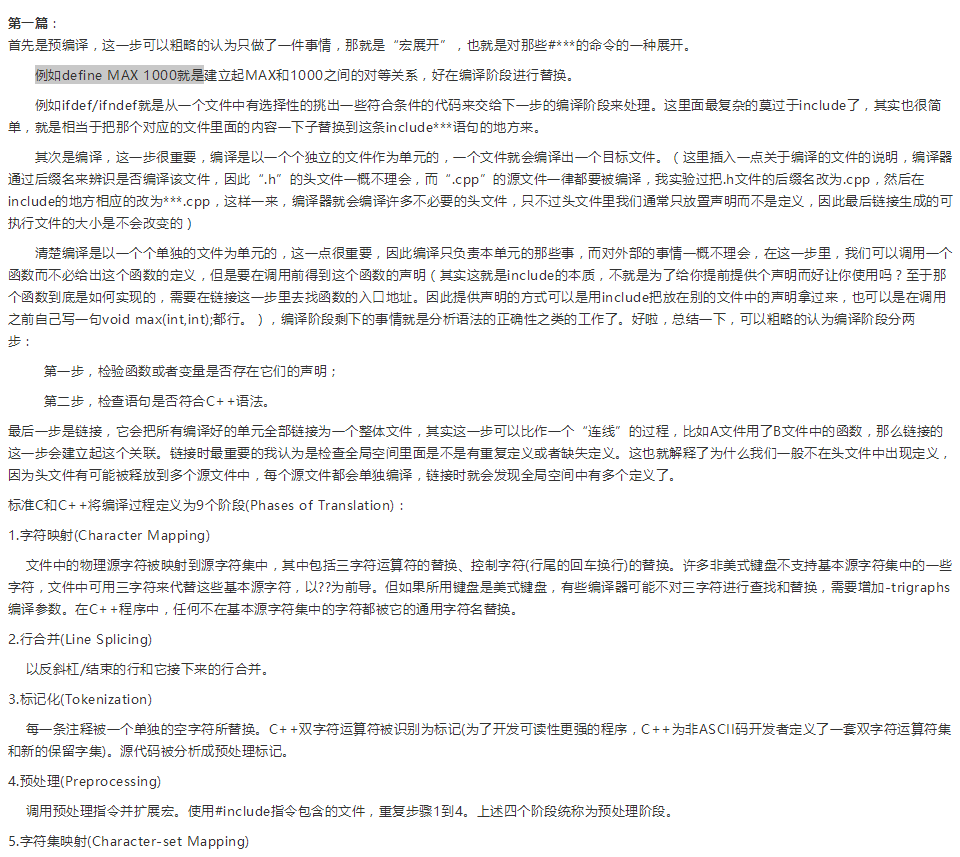 第一篇：
首先是预编译，这一步可以粗略的认为只做了一件事情，那就是“宏展开”，也就是对那些#***的命令的一种展开。
例如define MAX 1000就是建立起MAX和1000之间的对等关系，好在编译阶段进行替换。
例如ifdef/ifndef就是从一个文件中有选择性的挑出一些符合条件的代码来交给下一步的编译阶段来处理。这里面最复杂的莫过于include了，其实也很简
单，就是相当于把那个对应的文件里面的内容一下子替换到这条include***语句的地方来。
其次是编译，这一步很重要，编译是以一个个独立的文件作为单元的，一个文件就会编译出一个目标文件。（这里插入一点关于编译的文件的说明，编译器
通过后缀名来辨识是否编译该文件，因此“.h”的头文件一概不理会，而“.cpp”的源文件一律都要被编译，我实验过把.h文件的后缀名改为.cpp，然后在
include的地方相应的改为***.cpp，这样一来，编译器就会编译许多不必要的头文件，只不过头文件里我们通常只放置声明而不是定义，因此最后链接生成的可
执行文件的大小是不会改变的）
清楚编译是以一个个单独的文件为单元的，这一点很重要，因此编译只负责本单元的那些事，而对外部的事情一概不理会，在这一步里，我们可以调用一个
函数而不必给出这个函数的定义，但是要在调用前得到这个函数的声明（其实这就是include的本质，不就是为了给你提前提供个声明而好让你使用吗？至于那
个函数到底是如何实现的，需要在链接这一步里去找函数的入口地址。因此提供声明的方式可以是用include把放在别的文件中的声明拿过来，也可以是在调用
之前自己写一句void max(int,int);都行。），编译阶段剩下的事情就是分析语法的正确性之类的工作了。好啦，总结一下，可以粗略的认为编译阶段分两
步：
第一步，检验函数或者变量是否存在它们的声明；
第二步，检查语句是否符合C++语法。
最后一步是链接，它会把所有编译好的单元全部链接为一个整体文件，其实这一步可以比作一个“连线”的过程，比如A文件用了B文件中的函数，那么链接的
这一步会建立起这个关联。链接时最重要的我认为是检查全局空间里面是不是有重复定义或者缺失定义。这也就解释了为什么我们一般不在头文件中出现定义，
因为头文件有可能被释放到多个源文件中，每个源文件都会单独编译，链接时就会发现全局空间中有多个定义了。
标准C和C++将编译过程定义为9个阶段(Phases of Translation)：
1.字符映射(Character Mapping)
文件中的物理源字符被映射到源字符集中，其中包括三字符运算符的替换、控制字符(行尾的回车换行)的替换。许多非美式键盘不支持基本源字符集中的一些
字符，文件中可用三字符来代替这些基本源字符，以??为前导。但如果所用键盘是美式键盘，有些编译器可能不对三字符进行查找和替换，需要增加-trigraphs
编译参数。在C++程序中，任何不在基本源字符集中的字符都被它的通用字符名替换。
2.行合并(Line Splicing)
以反斜杠/结束的行和它接下来的行合并。
3.标记化(Tokenization)
每一条注释被一个单独的空字符所替换。C++双字符运算符被识别为标记(为了开发可读性更强的程序，C++为非ASCII码开发者定义了一套双字符运算符集
和新的保留字集)。源代码被分析成预处理标记。
4.预处理(Preprocessing)
调用预处理指令并扩展宏。使用#include指令包含的文件，重复步骤1到4。上述四个阶段统称为预处理阶段。
5.字符集映射(Character-set Mapping)